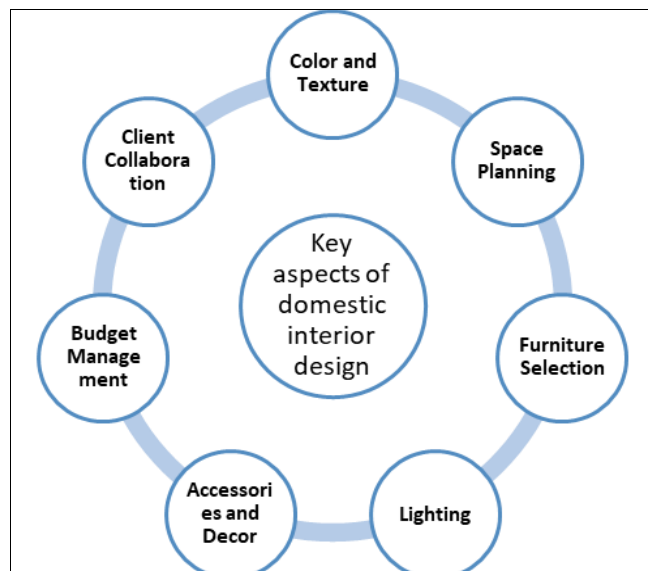 Color and
Texture
Space
Planning
Furniture
Selection
Lighting
Accessori
es and
Decor
Budget
Manage
ment
Client
Collabora
tion
Key
aspects of
domestic
interior
design